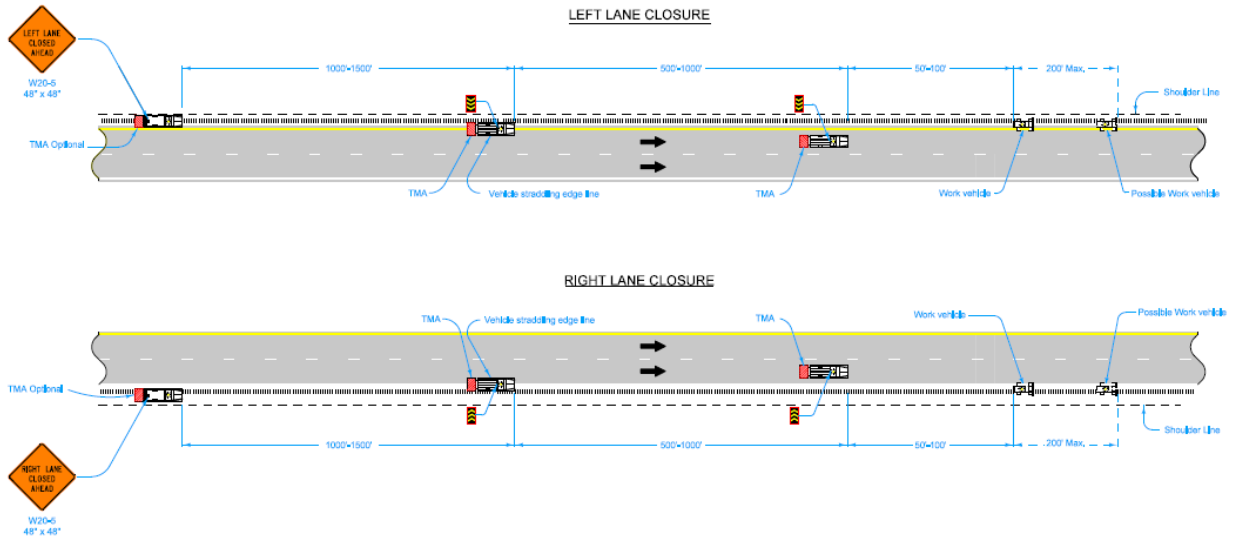 LEFT LANE CLOSURE
LEFT LANE
CLOSED
AHEAD
W20-5
48" x 48"
1000'-1500'
500'-1000'
50'-100'
200' Max.
Shoulder Line
TMA Optional
TMA
Vehicle straddling edge line
TMA
Work vehicle
Possible Work vehicle
RIGHT LANE CLOSURE
TMA
Vehicle straddling edge line
TMA
Work vehicle
Possible Work vehicle
TMA Optional
Shoulder Line
1000'-1500'
500'-1000'
50'-100'
200' Max.
RIGHT LANE
CLOSED
AHEAD
W20-5
48" x 48"